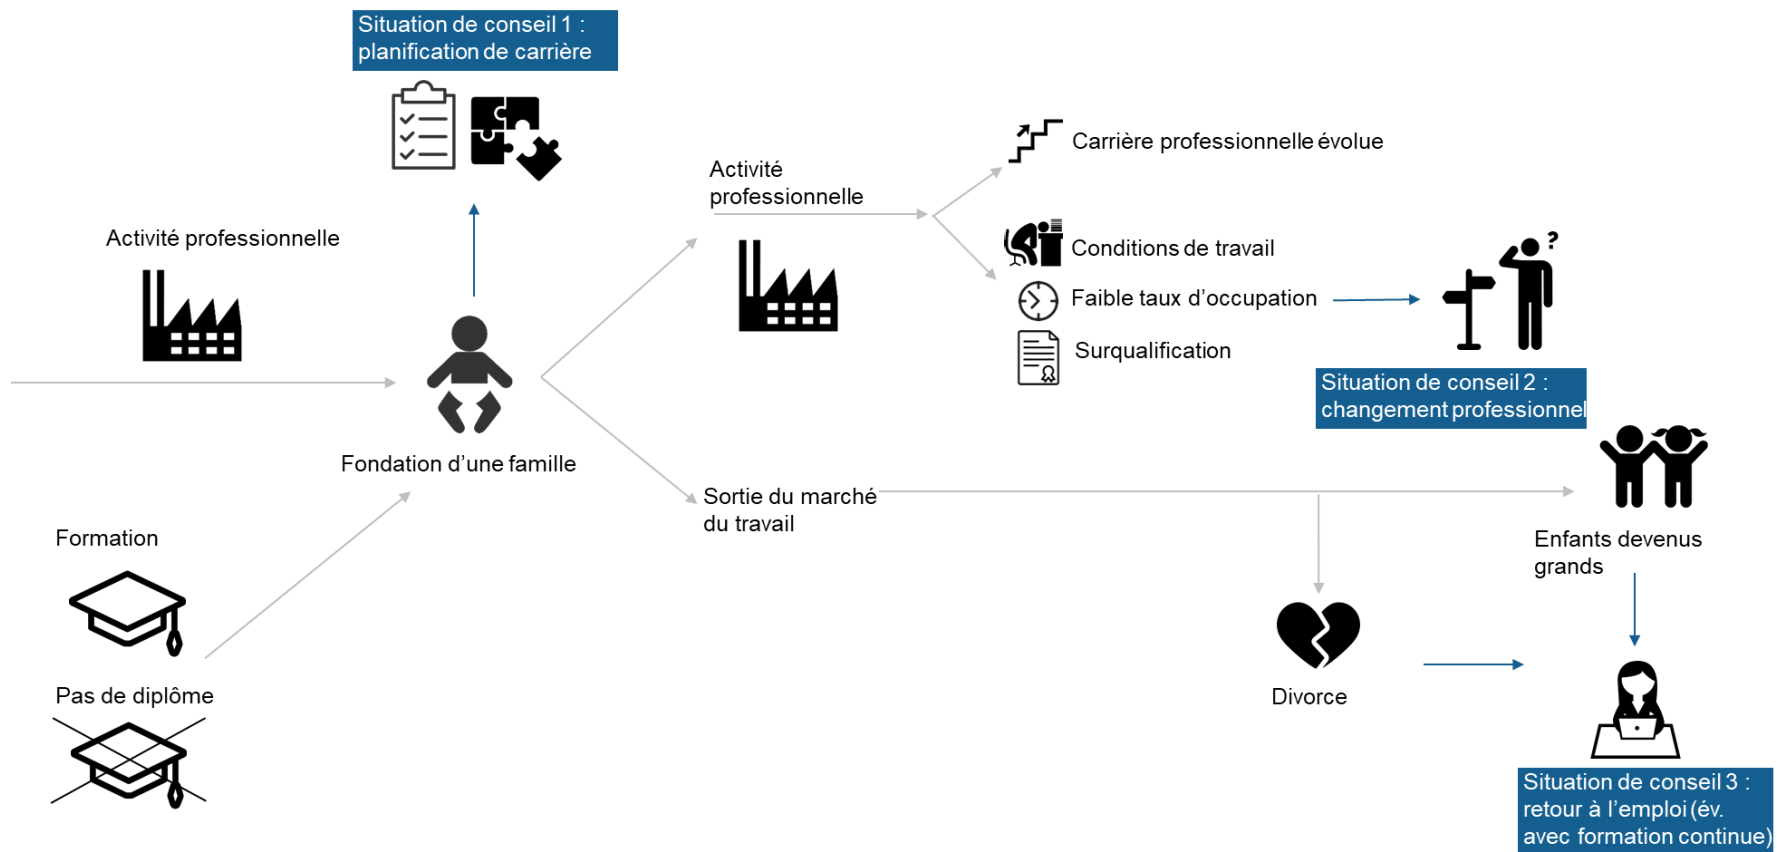 Situation de conseil 1 :
planification de carrière
Activité professionnelle
Fondation d'une famille
Formation
Pas de diplôme
Activité
professionnelle
Carrière professionnelle évolue
Conditions de travail
Faible taux d'occupation
Surqualification
?
Situation de conseil 2 :
changement professionnel
Sortie du marché
du travail
Enfants devenus
grands
Divorce
Situation de conseil 3 :
retour à l'emploi (év.
avec formation continue)